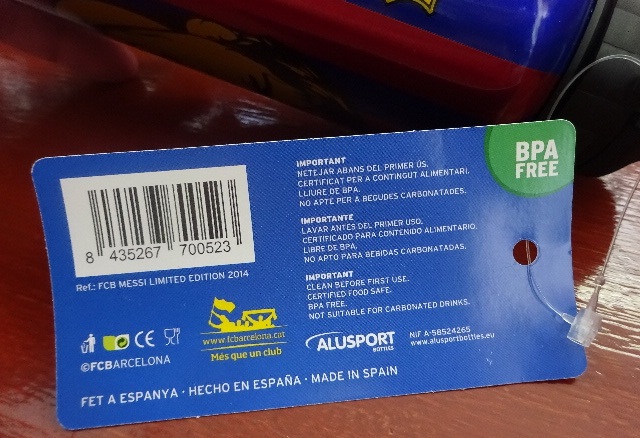 BPA
FREE
8 435267 700523
Ref.: FCB MESSI LIMITED EDITION 2014
IMPORTANT
NETEJAR ABANS DEL PRIMER ÚS.
CERTIFICAT PER A CONTINGUT ALIMENTARI.
LLIURE DE BPA.
NO APTE PER A BEGUDES CARBONATADES.
IMPORTANTE
LAVAR ANTES DEL PRIMER USO.
CERTIFICADO PARA CONTENIDO ALIMENTARIO.
LIBRE DE BPA.
NO APTO PARA BEBIDAS CARBONATADAS.
IMPORTANT
CLEAN BEFORE FIRST USE.
CERTIFIED FOOD SAFE.
BPA FREE.
NOT SUITABLE FOR CARBONATED DRINKS.
CE
©FCBARCELONA
www.fcbarcelona.cat
Més que un club
ALUSPORT
BOTTLES
NIF A-58524265
www.alusportbottles.eu
FET A ESPANYA · HECHO EN ESPAÑA · MADE IN SPAIN